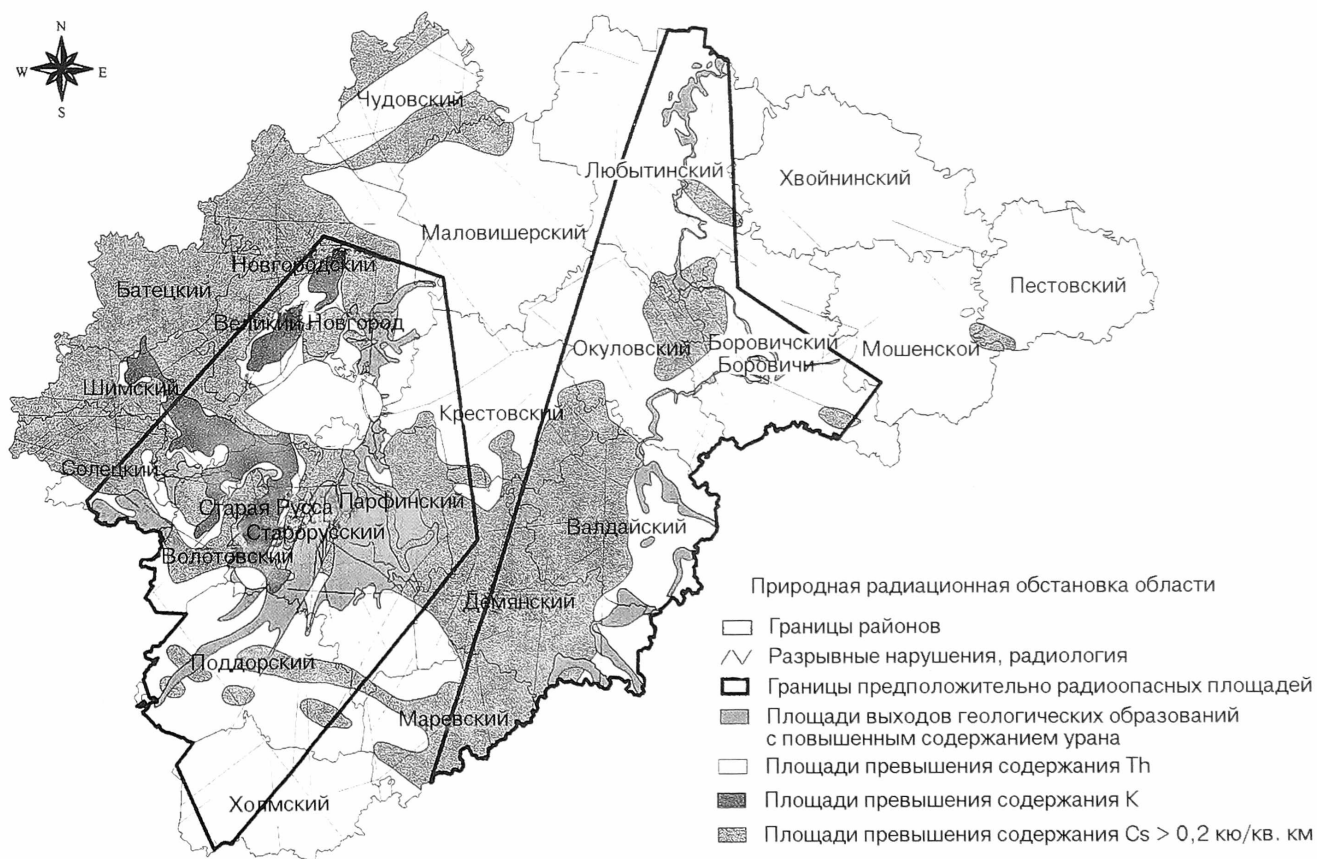 N
W E
S
Чудовский
Любытинский
Хвойнинский
Маловишерский
Новгородский
Батецкий
Пестовский
Великий Новгород
Окуловский
Боровичский
Боровичи
Мошенской
Шимский
Крестовский
Солецкий
Старая Русса
Парфинский
Старорусский
Валдайский
Волотовский
Демянский
Поддорский
Маревский
Холмский
Природная радиационная обстановка области
Границы районов
Разрывные нарушения, радиология
Границы предположительно радиоопасных площадей
Площади выходов геологических образований
с повышенным содержанием урана
Площади превышения содержания Th
Площади превышения содержания K
Площади превышения содержания Cs > 0,2 кю/кв. км